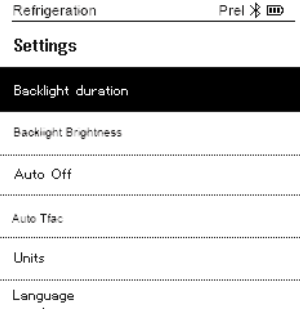 Refrigeration Prel
Settings
Backlight duration
Backlight Brightness
Auto Off
Auto Tfac
Units
Language